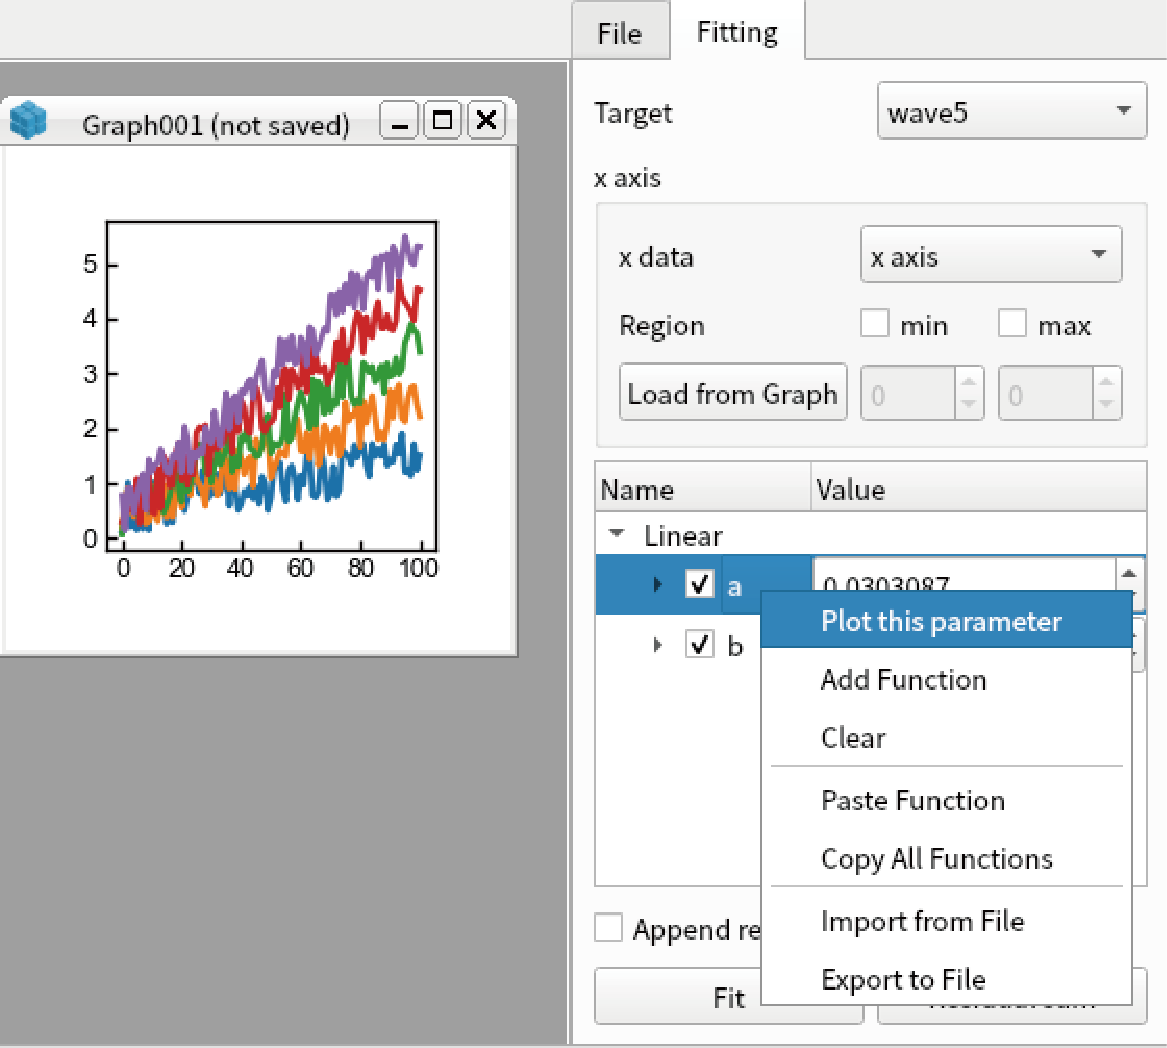 File
Fitting
Graph001 (not saved)
5
4
3
2
1
0
0 20 40 60 80 100
Target
wave5
x axis
x data
x axis
Region
min
max
Load from Graph
0
0
Name
Value
Linear
a
0.0303087
b
Plot this parameter
Add Function
Clear
Paste Function
Copy All Functions
Import from File
Export to File
Append re
Fit